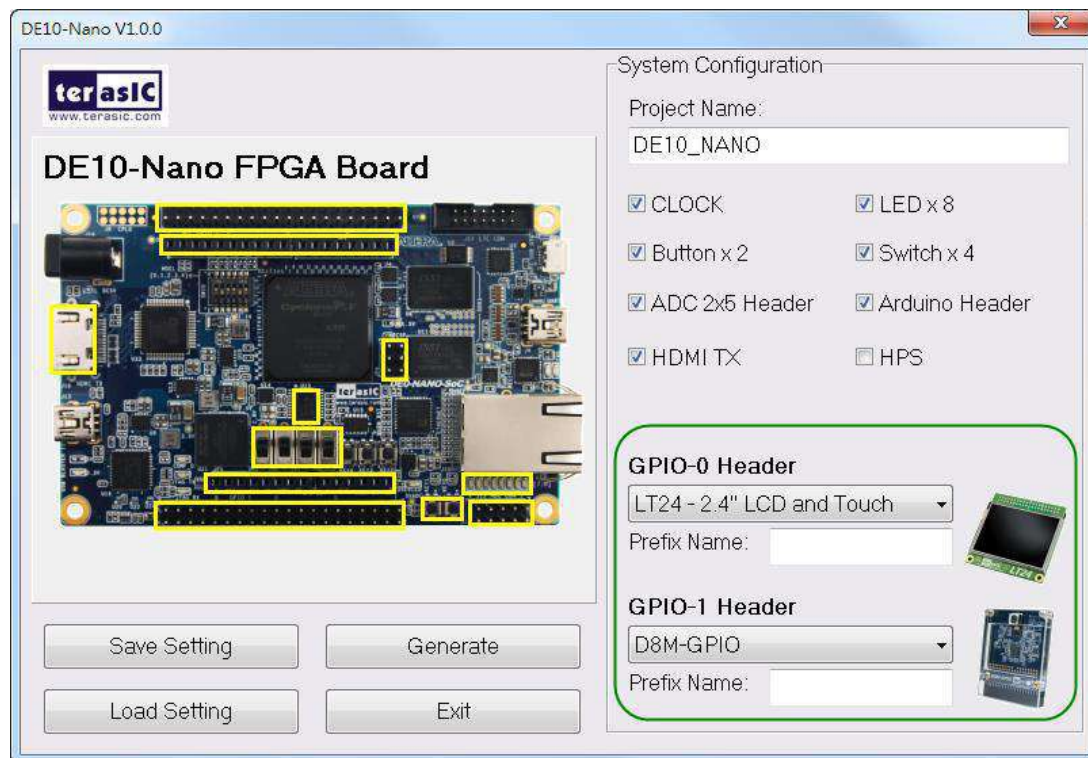 DE10-Nano V1.0.0
terasIC
www.terasic.com
DE10-Nano FPGA Board
Save Setting
Generate
Load Setting
Exit
System Configuration
Project Name:
DE10_NANO
CLOCK
LED x 8
Button x 2
Switch x 4
ADC 2x5 Header
Arduino Header
HDMI TX
HPS
GPIO-0 Header
LT24 - 2.4" LCD and Touch
Prefix Name:
LT24
GPIO-1 Header
D8M-GPIO
Prefix Name: